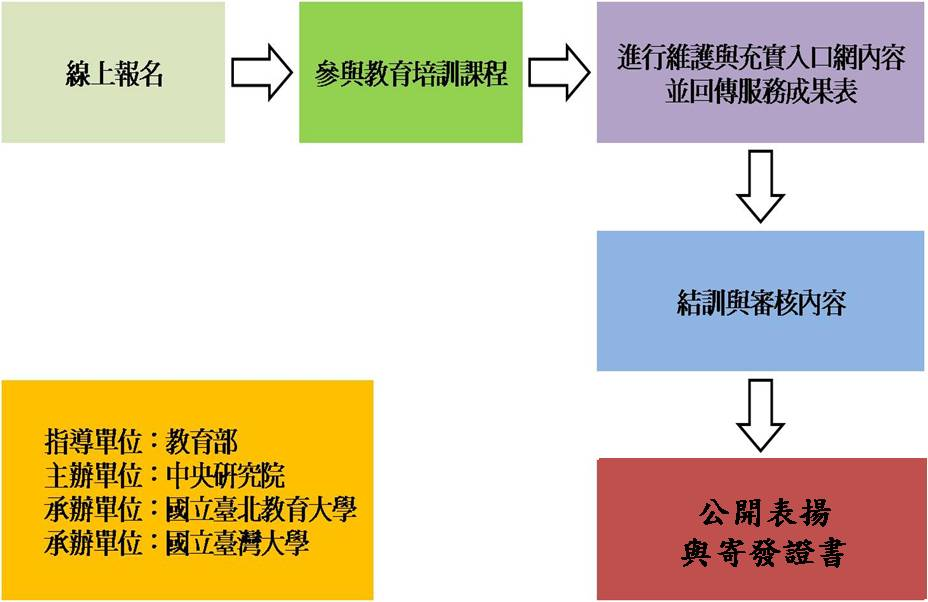 線上報名
參與教育培訓課程
進行維護與充實入口網內容
並回傳服務成果表
結訓與審核內容
公開表揚
與寄發證書
指導單位：教育部
主辦單位：中央研究院
承辦單位：國立臺北教育大學
承辦單位：國立臺灣大學